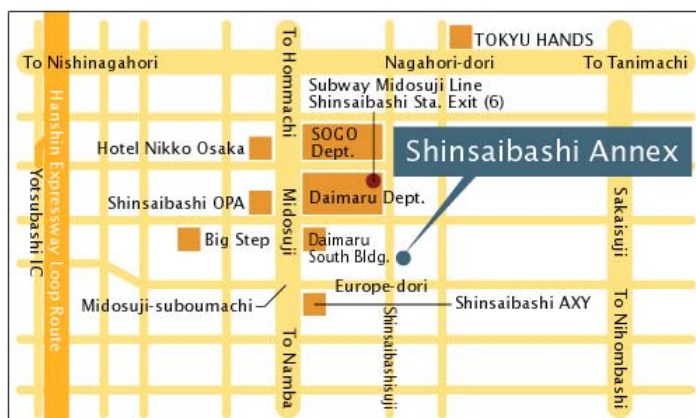 TOKYU HANDS
To Nishinagahori
To Hommachi
Nagahori-dori
To Tanimachi
Subway Midosuji Line
Shinsaibashi Sta. Exit (6)
Hanshin Expressway Loop Route
Yotsubashi IC
Hotel Nikko Osaka
SOGO
Dept.
Shinsaibashi Annex
Shinsaibashi OPA
Midosuji
Daimaru Dept.
Sakaisuji
Big Step
Daimaru
South Bldg.
Europe-dori
Midosuji-suboumachi
Shinsaibashi AXY
Shinsaibashisuji
To Namba
To Nihombashi